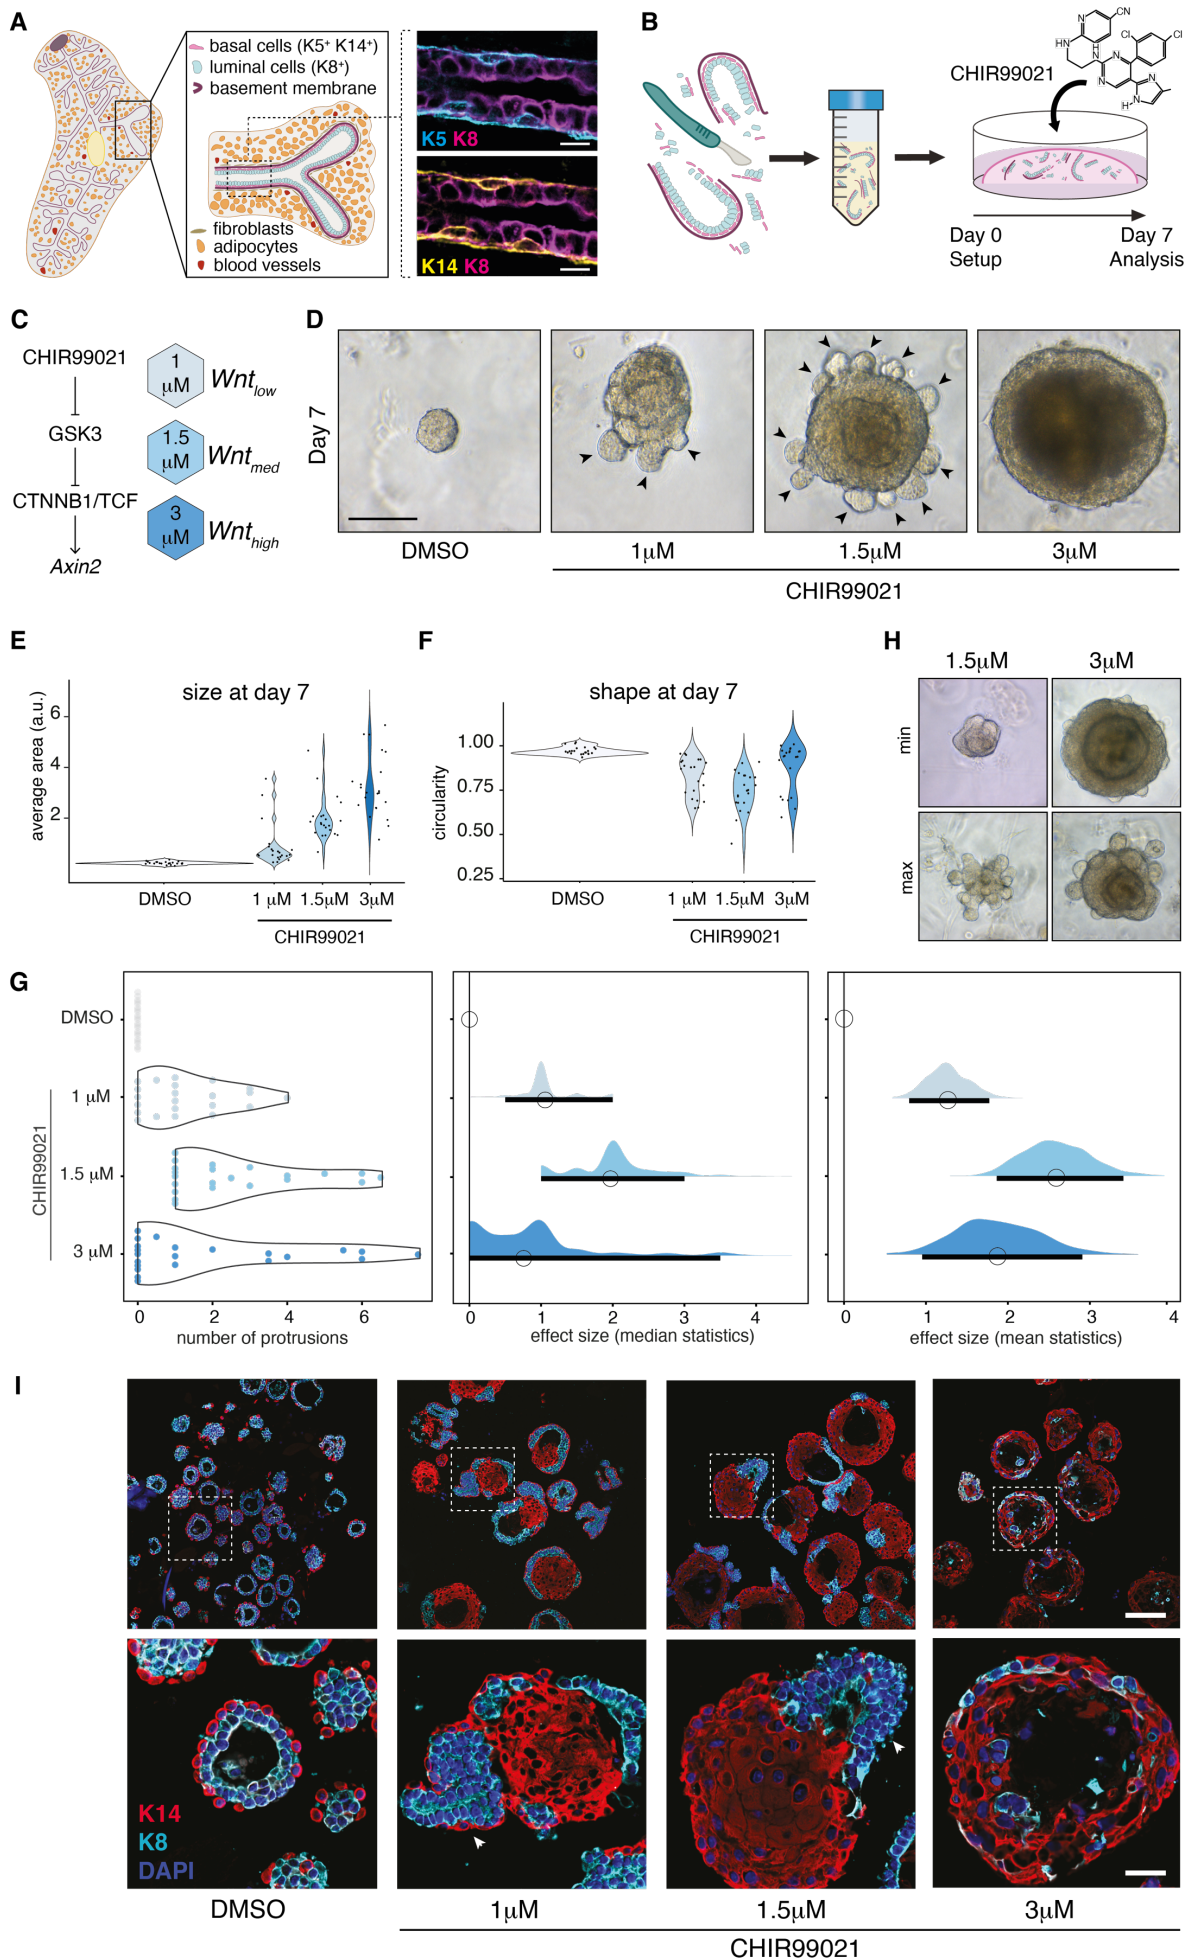 A
basal cells (K5+ K14+)
luminal cells (K8+)
basement membrane
fibroblasts
adipocytes
blood vessels
K5 K8
K14 K8
B
CHIR99021
N
CN
HN
H
N
N
N
Cl
Cl
N
N
H
Day 0
Setup
Day 7
Analysis
C
CHIR99021
GSK3
CTNNB1/TCF
Axin2
1
µM
Wntlow
1.5
µM
Wntmed
3
µM
Wnthigh
D
Day 7
DMSO
1µM
1.5µM
3µM
CHIR99021
E
size at day 7
average area (a.u.)
6
4
2
DMSO
1 µM
1.5µM
3µM
CHIR99021
F
shape at day 7
circularity
1.00
0.75
0.50
0.25
DMSO
1 µM
1.5µM
3µM
CHIR99021
H
1.5µM
3µM
min
max
G
DMSO
1 µM
1.5 µM
3 µM
CHIR99021
0
2
4
6
number of protrusions
0
1
2
3
4
effect size (median statistics)
0
1
2
3
4
effect size (mean statistics)
I
K14
K8
DAPI
DMSO
1µM
1.5µM
3µM
CHIR99021